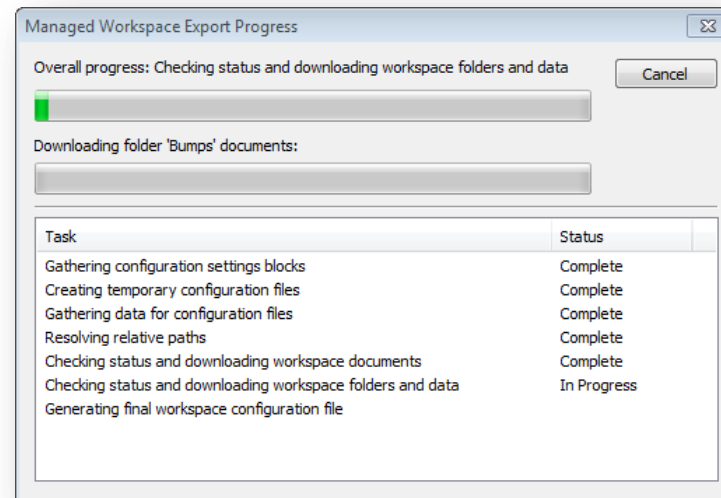 Managed Workspace Export Progress
Overall progress: Checking status and downloading workspace folders and data
Cancel
Downloading folder 'Bumps' documents:
Task Status
Gathering configuration settings blocks Complete
Creating temporary configuration files Complete
Gathering data for configuration files Complete
Resolving relative paths Complete
Checking status and downloading workspace documents Complete
Checking status and downloading workspace folders and data In Progress
Generating final workspace configuration file